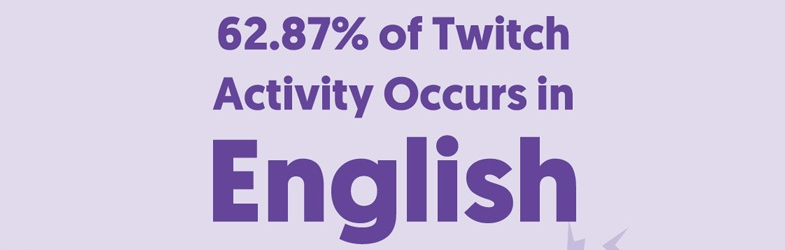 62.87% of Twitch
Activity Occurs in
English